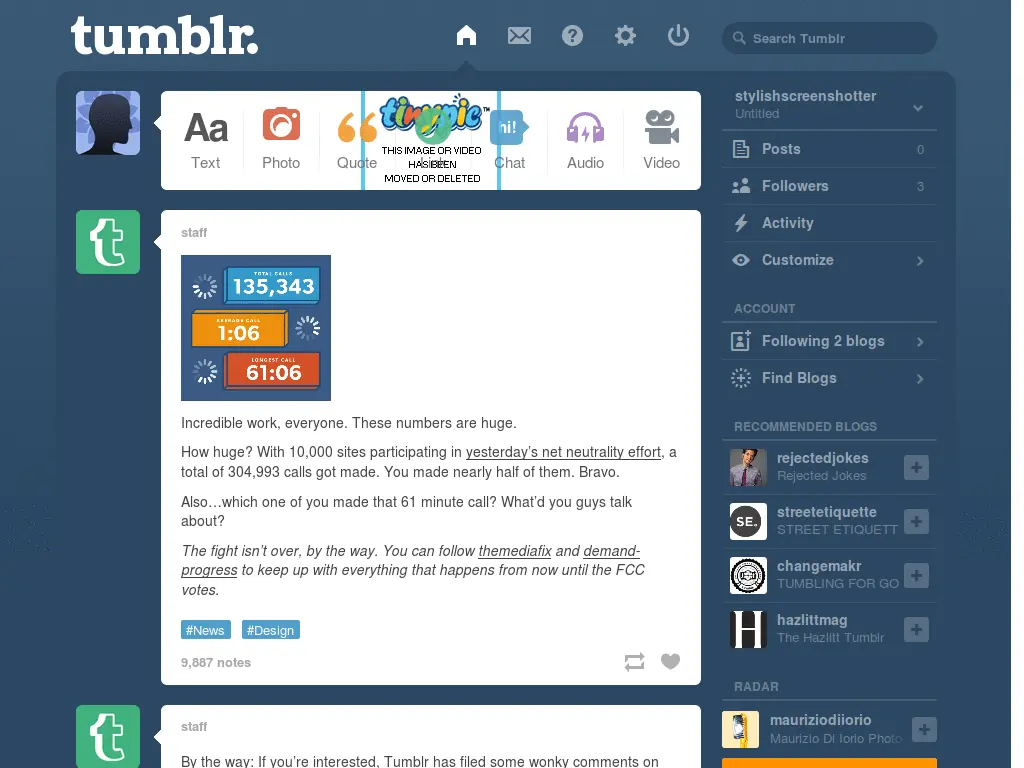 tumblr.
Search Tumblr
Aa
Text
Photo
Quote
Link
hi!
Chat
Audio
Video
tinypic™
THIS IMAGE OR VIDEO
HAS BEEN
MOVED OR DELETED
staff
TOTAL CALLS
135,343
AVERAGE CALL
1:06
LONGEST CALL
61:06
Incredible work, everyone. These numbers are huge.
How huge? With 10,000 sites participating in yesterday's net neutrality effort, a
total of 304,993 calls got made. You made nearly half of them. Bravo.
Also…which one of you made that 61 minute call? What'd you guys talk
about?
The fight isn't over, by the way. You can follow themediafix and demand-
progress to keep up with everything that happens from now until the FCC
votes.
#News #Design
9,887 notes
staff
By the way: If you're interested, Tumblr has filed some wonky comments on
stylishscreenshotter
Untitled
Posts 0
Followers 3
Activity
Customize
ACCOUNT
Following 2 blogs
Find Blogs
RECOMMENDED BLOGS
rejectedjokes
Rejected Jokes
SE.
streetetiquette
STREET ETIQUETT
changemakr
TUMBLING FOR GO
H
hazlittmag
The Hazlitt Tumblr
RADAR
mauriziodiiorio
Maurizio Di Iorio Photo